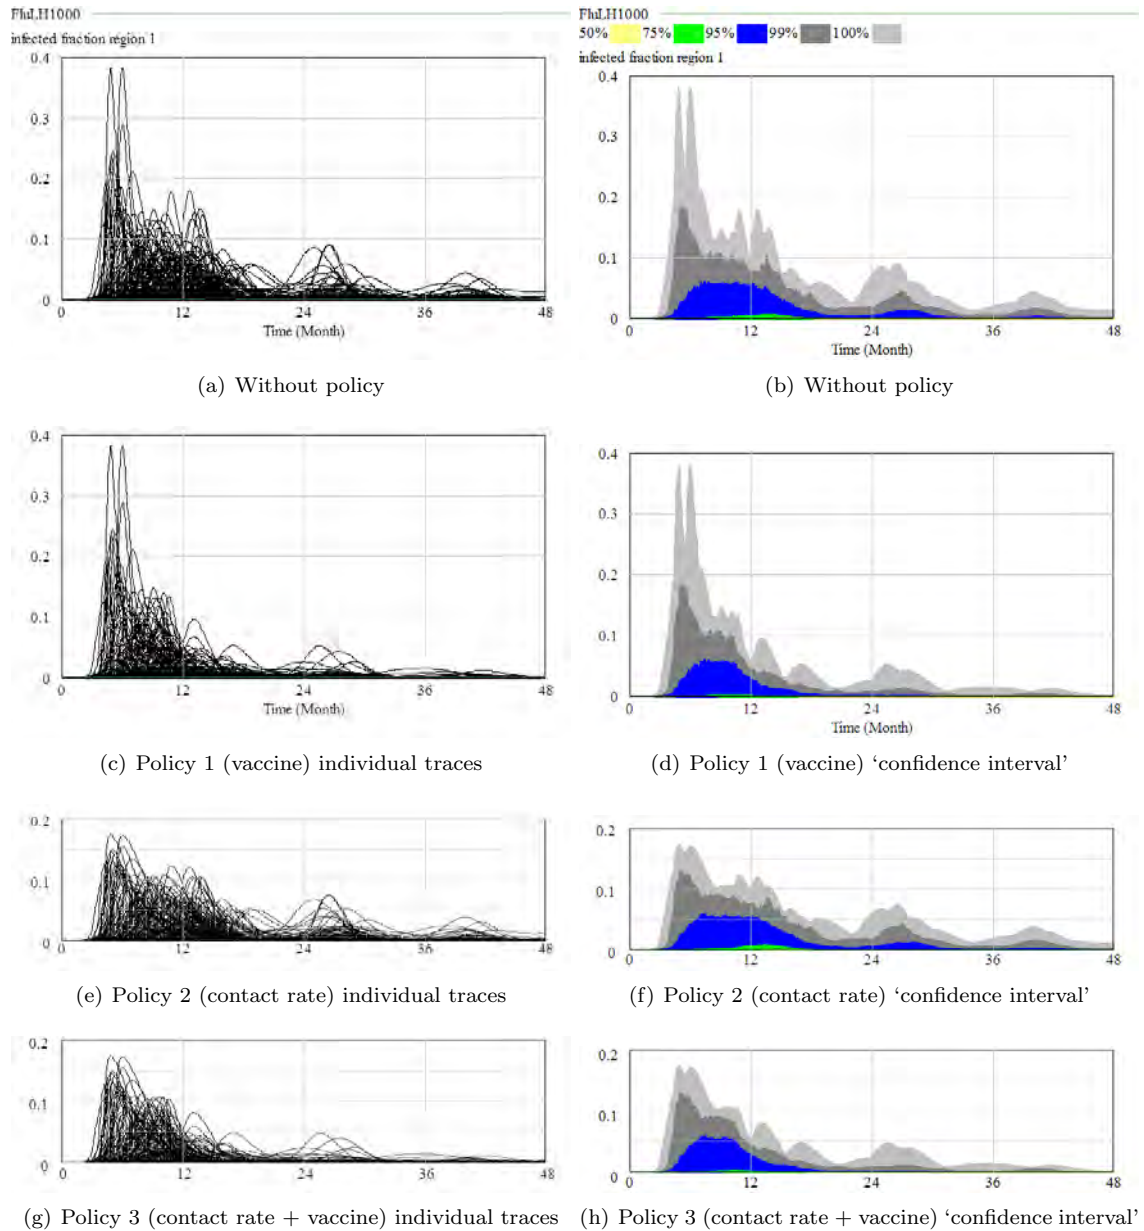 FluLH1000
infected fraction region 1
0.4
0.3
0.2
0.1
0
0 12 24 36 48
Time (Month)
(a) Without policy
FluLH1000
50% 75% 95% 99% 100%
infected fraction region 1
0.4
0.3
0.2
0.1
0
0 12 24 36 48
Time (Month)
(b) Without policy
0.4
0.3
0.2
0.1
0
0 12 24 36 48
Time (Month)
(c) Policy 1 (vaccine) individual traces
0.4
0.3
0.2
0.1
0
0 12 24 36 48
Time (Month)
(d) Policy 1 (vaccine) ‘confidence interval’
0.2
0.1
0
0 12 24 36 48
(e) Policy 2 (contact rate) individual traces
0.2
0.1
0
0 12 24 36 48
(f) Policy 2 (contact rate) ‘confidence interval’
0.2
0.1
0
0 12 24 36 48
(g) Policy 3 (contact rate + vaccine) individual traces
0.2
0.1
0
0 12 24 36 48
(h) Policy 3 (contact rate + vaccine) ‘confidence interval’